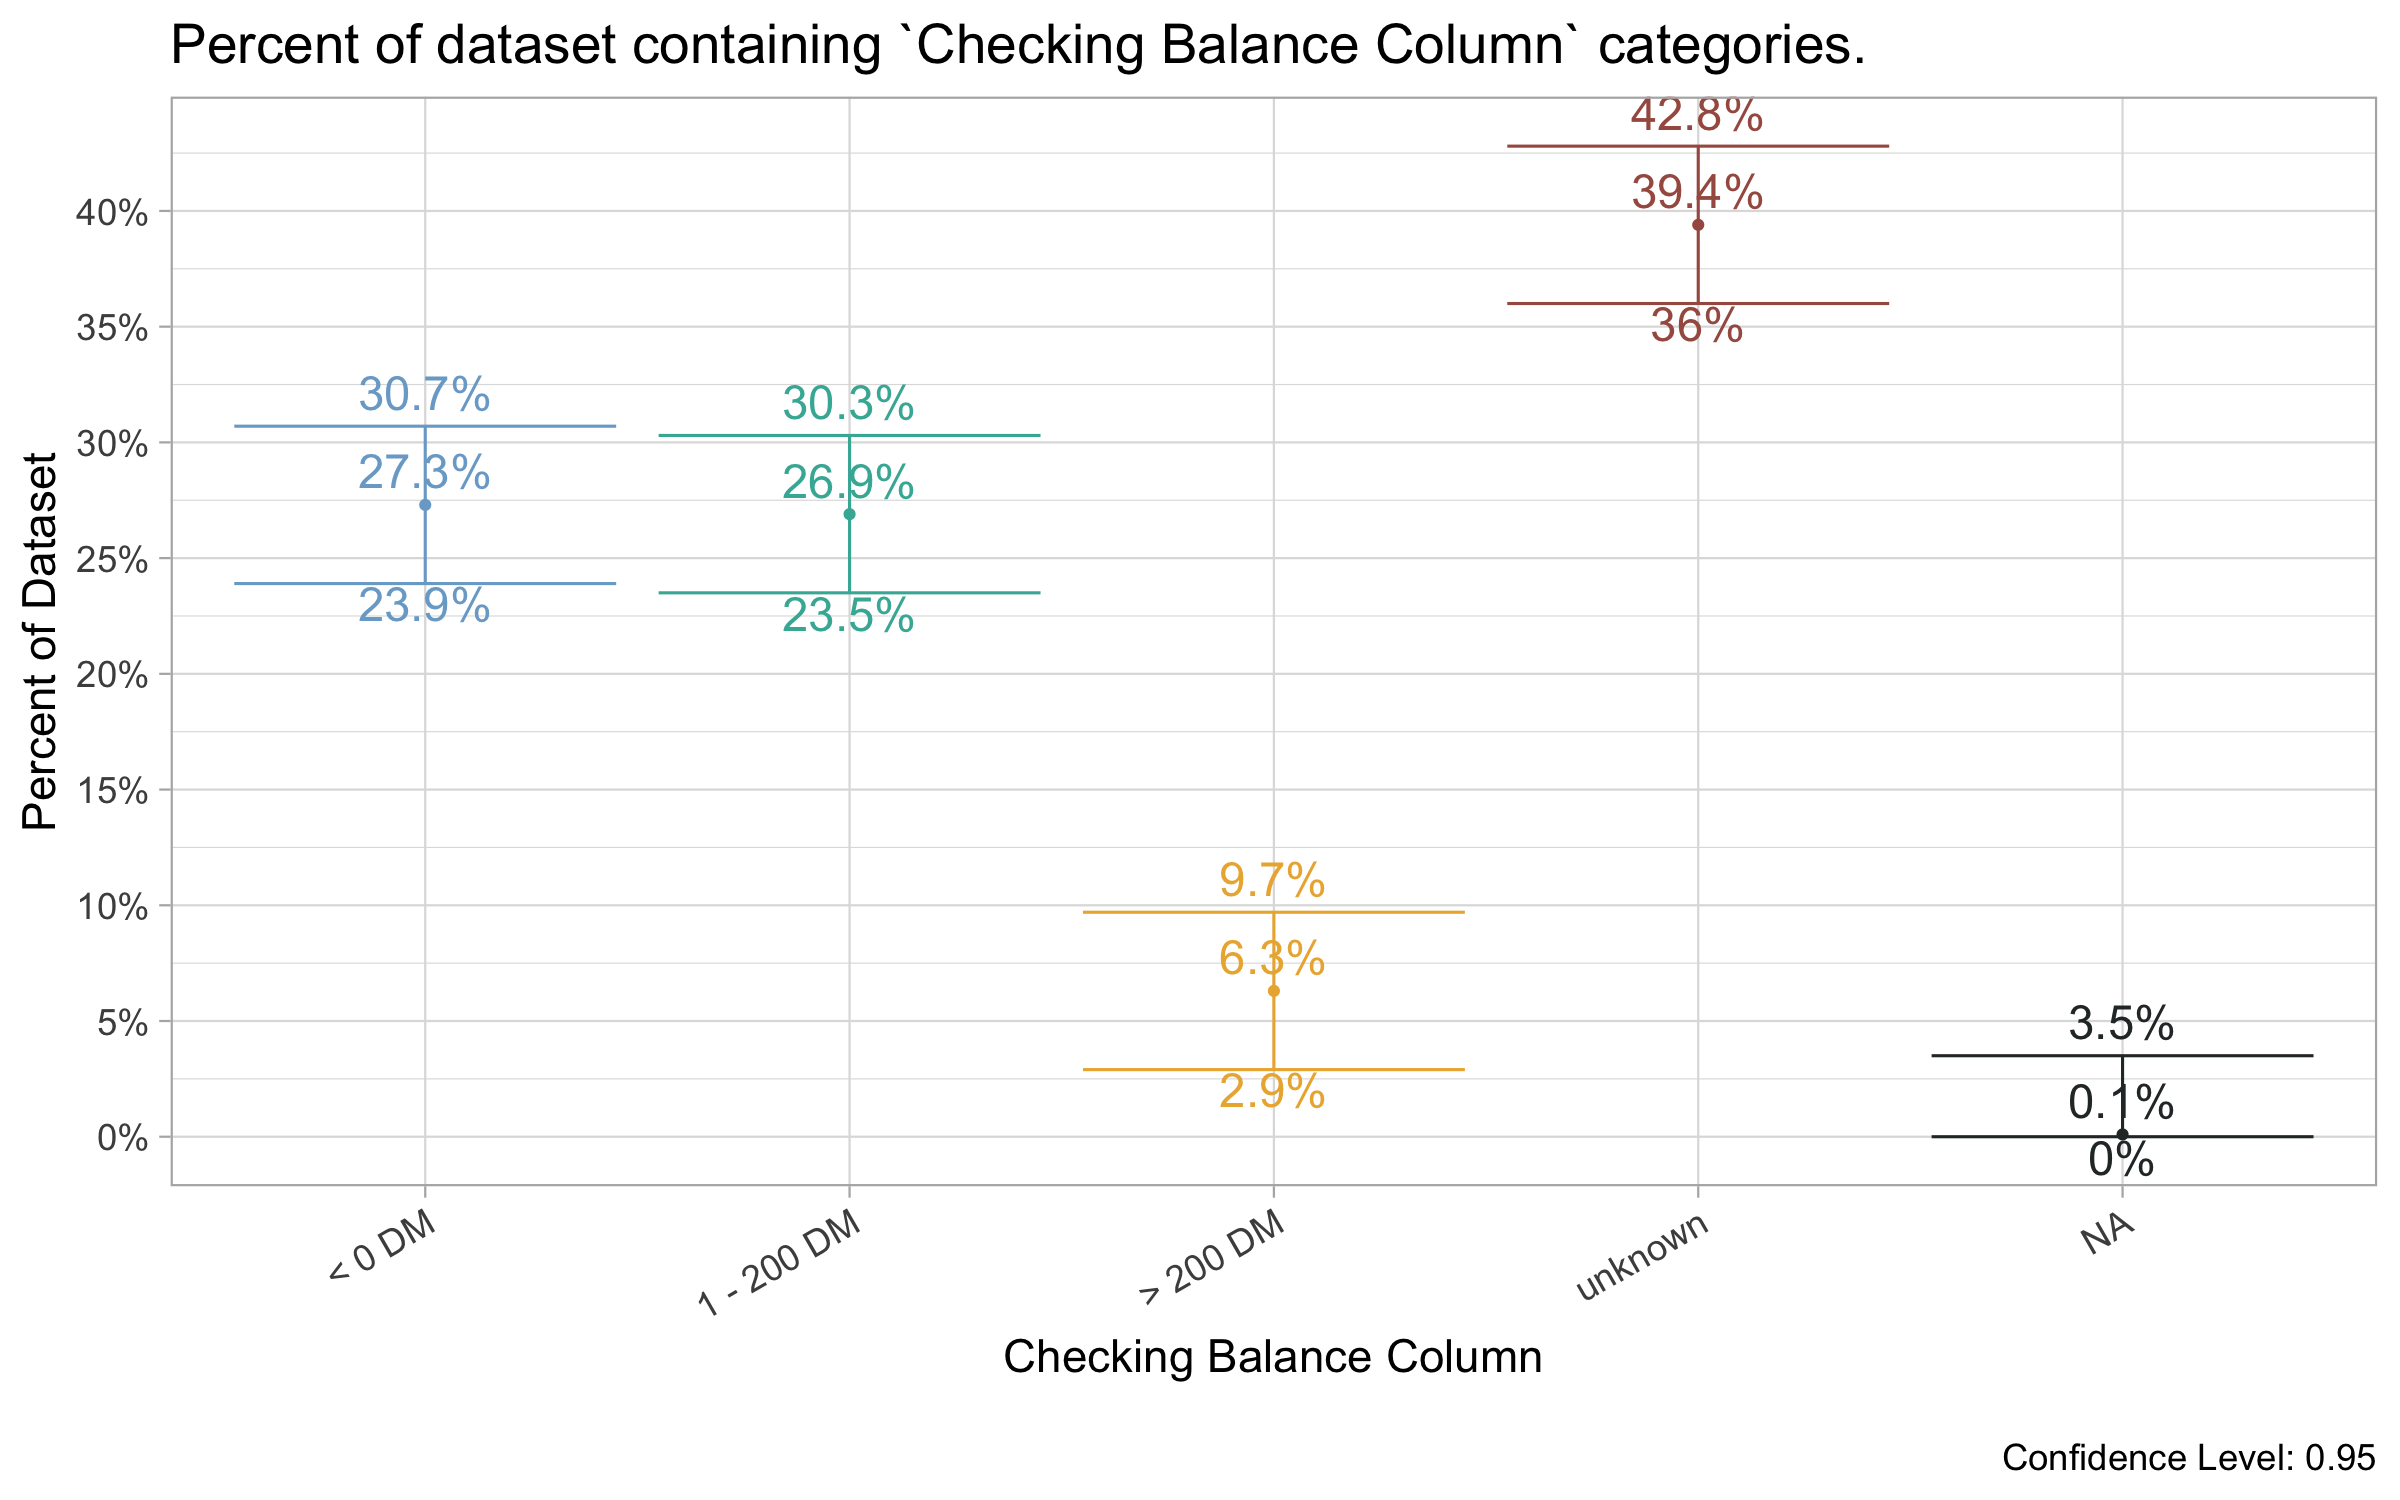 Percent of dataset containing `Checking Balance Column` categories.
Percent of Dataset
40%
35%
30%
25%
20%
15%
10%
5%
0%
30.7%
27.3%
23.9%
30.3%
26.9%
23.5%
9.7%
6.3%
2.9%
42.8%
39.4%
36%
3.5%
0.1%
0%
< 0 DM
1 - 200 DM
> 200 DM
unknown
NA
Checking Balance Column
Confidence Level: 0.95